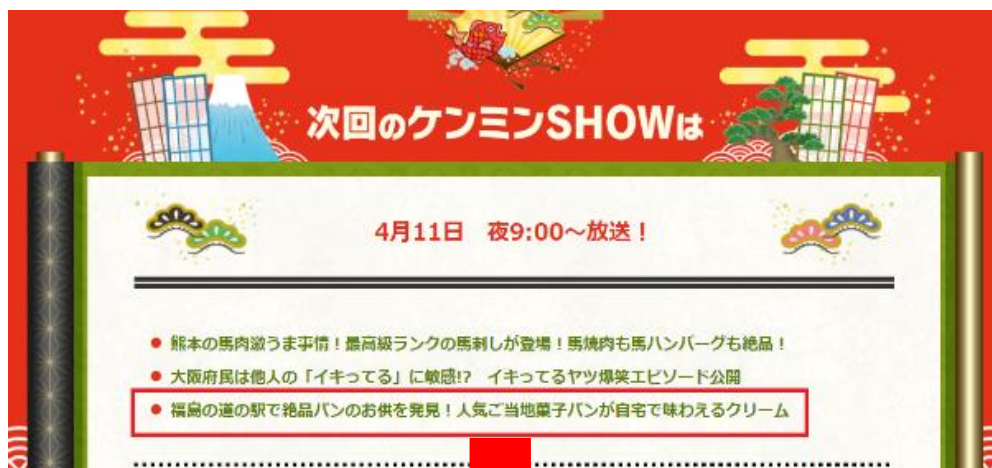 次回のケンミンSHOWは
4月11日 夜9:00～放送！
熊本の馬肉激うま事情！最高級ランクの馬刺しが登場！馬焼肉も馬ハンバーグも絶品！
大阪府民は他人の「イキってる」に敏感!? イキってるヤツ爆笑エピソード公開
福島の道の駅で絶品パンのお供を発見！人気ご当地菓子パンが自宅で味わえるクリーム